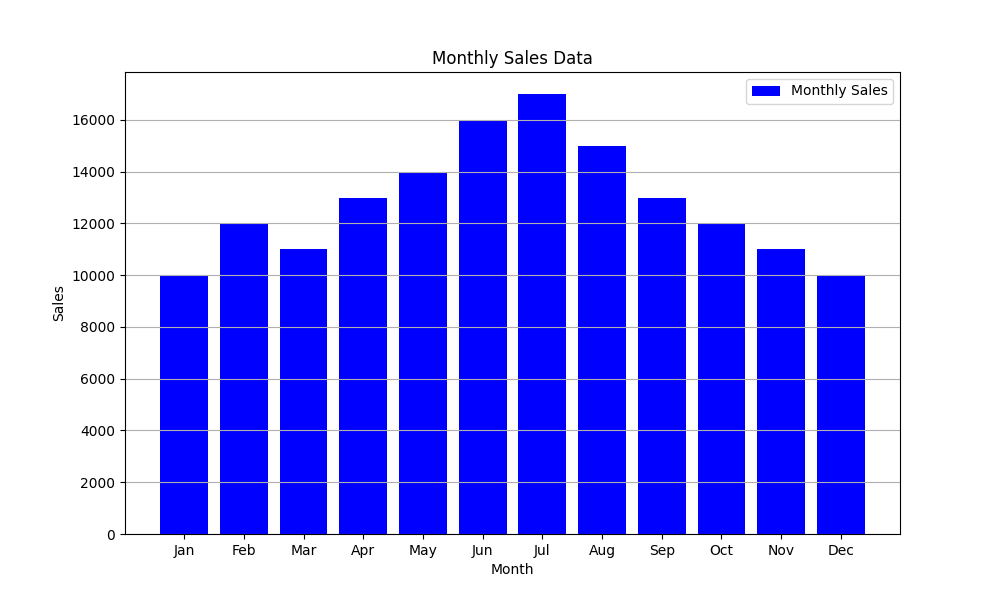 Monthly Sales Data
Monthly Sales
16000
14000
12000
10000
8000
6000
4000
2000
0
Sales
Jan Feb Mar Apr May Jun Jul Aug Sep Oct Nov Dec
Month